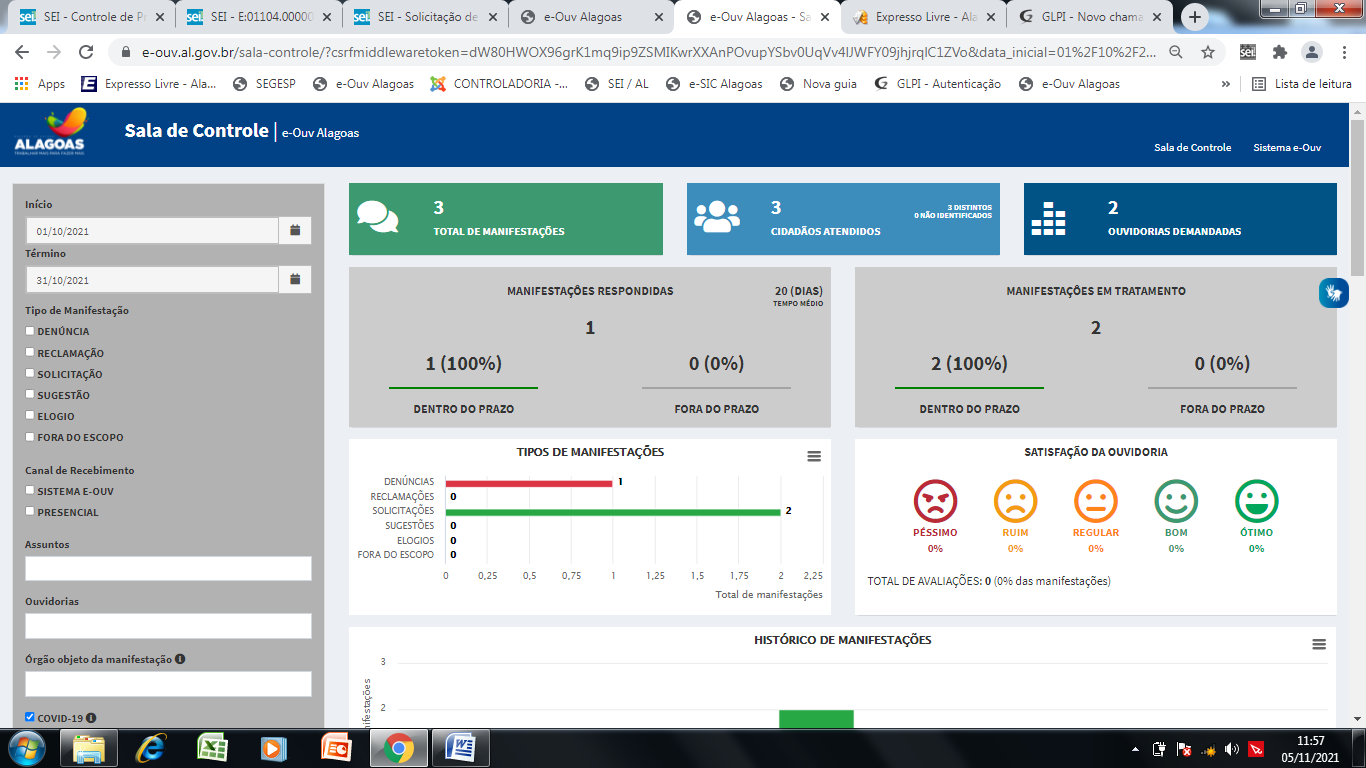 SEI - Controle de Pr
SEI - E:01104.00000
SEI - Solicitação de
e-Ouv Alagoas
e-Ouv Alagoas - Sa
Expresso Livre - Ala
GLPI - Novo chama
e-ouv.al.gov.br/sala-controle/?csrfmiddlewaretoken=dW80HWOX96grK1mq9ip9ZSMIKwrXXAnPOvupYSbv0UqVv4lJWFY09jhjrqIC1ZVo&data_inicial=01%2F10%2F2...
Apps
Expresso Livre - Ala...
SEGESP
e-Ouv Alagoas
CONTROLADORIA -...
SEI / AL
e-SIC Alagoas
Nova guia
GLPI - Autenticação
e-Ouv Alagoas
»
Lista de leitura
ALAGOAS
Sala de Controle | e-Ouv Alagoas
Sala de Controle
Sistema e-Ouv
Início
01/10/2021
Término
31/10/2021
Tipo de Manifestação
DENÚNCIA
RECLAMAÇÃO
SOLICITAÇÃO
SUGESTÃO
ELOGIO
FORA DO ESCOPO
Canal de Recebimento
SISTEMA E-OUV
PRESENCIAL
Assuntos
Ouvidorias
Órgão objeto da manifestação
COVID-19
3
TOTAL DE MANIFESTAÇÕES
3
CIDADÃOS ATENDIDOS
3 DISTINTOS
0 NÃO IDENTIFICADOS
2
OUVIDORIAS DEMANDADAS
MANIFESTAÇÕES RESPONDIDAS
20 (DIAS)
TEMPO MÉDIO
1
1 (100%)
0 (0%)
DENTRO DO PRAZO
FORA DO PRAZO
MANIFESTAÇÕES EM TRATAMENTO
2
2 (100%)
0 (0%)
DENTRO DO PRAZO
FORA DO PRAZO
TIPOS DE MANIFESTAÇÕES
DENÚNCIAS 1
RECLAMAÇÕES 0
SOLICITAÇÕES 2
SUGESTÕES 0
ELOGIOS 0
FORA DO ESCOPO 0
0 0,25 0,5 0,75 1 1,25 1,5 1,75 2 2,25
Total de manifestações
SATISFAÇÃO DA OUVIDORIA
PÉSSIMO RUIM REGULAR BOM ÓTIMO
0% 0% 0% 0% 0%
TOTAL DE AVALIAÇÕES: 0 (0% das manifestações)
HISTÓRICO DE MANIFESTAÇÕES
3
2
11:57
05/11/2021